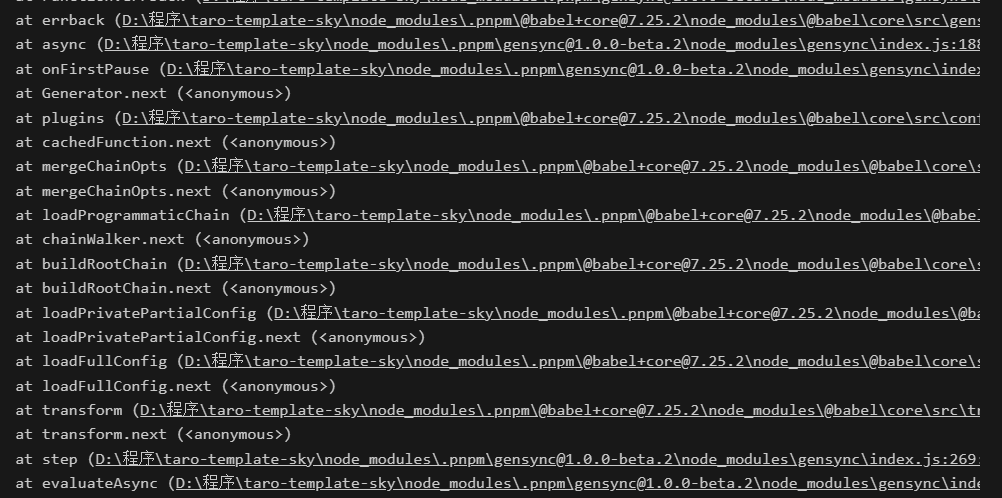 at errback (D:\程序\taro-template-sky\node_modules\.pnpm\@babel+core@7.25.2\node_modules\@babel\core\src\gens
at async (D:\程序\taro-template-sky\node_modules\.pnpm\gensync@1.0.0-beta.2\node_modules\gensync\index.js:188
at onFirstPause (D:\程序\taro-template-sky\node_modules\.pnpm\gensync@1.0.0-beta.2\node_modules\gensync\index
at Generator.next (<anonymous>)
at plugins (D:\程序\taro-template-sky\node_modules\.pnpm\@babel+core@7.25.2\node_modules\@babel\core\src\conf
at cachedFunction.next (<anonymous>)
at mergeChainOpts (D:\程序\taro-template-sky\node_modules\.pnpm\@babel+core@7.25.2\node_modules\@babel\core\s
at mergeChainOpts.next (<anonymous>)
at loadProgrammaticChain (D:\程序\taro-template-sky\node_modules\.pnpm\@babel+core@7.25.2\node_modules\@babel
at chainWalker.next (<anonymous>)
at buildRootChain (D:\程序\taro-template-sky\node_modules\.pnpm\@babel+core@7.25.2\node_modules\@babel\core\s
at buildRootChain.next (<anonymous>)
at loadPrivatePartialConfig (D:\程序\taro-template-sky\node_modules\.pnpm\@babel+core@7.25.2\node_modules\@ba
at loadPrivatePartialConfig.next (<anonymous>)
at loadFullConfig (D:\程序\taro-template-sky\node_modules\.pnpm\@babel+core@7.25.2\node_modules\@babel\core\s
at loadFullConfig.next (<anonymous>)
at transform (D:\程序\taro-template-sky\node_modules\.pnpm\@babel+core@7.25.2\node_modules\@babel\core\src\tr
at transform.next (<anonymous>)
at step (D:\程序\taro-template-sky\node_modules\.pnpm\gensync@1.0.0-beta.2\node_modules\gensync\index.js:269:
at evaluateAsync (D:\程序\taro-template-sky\node_modules\.pnpm\gensync@1.0.0-beta.2\node_modules\gensync\inde